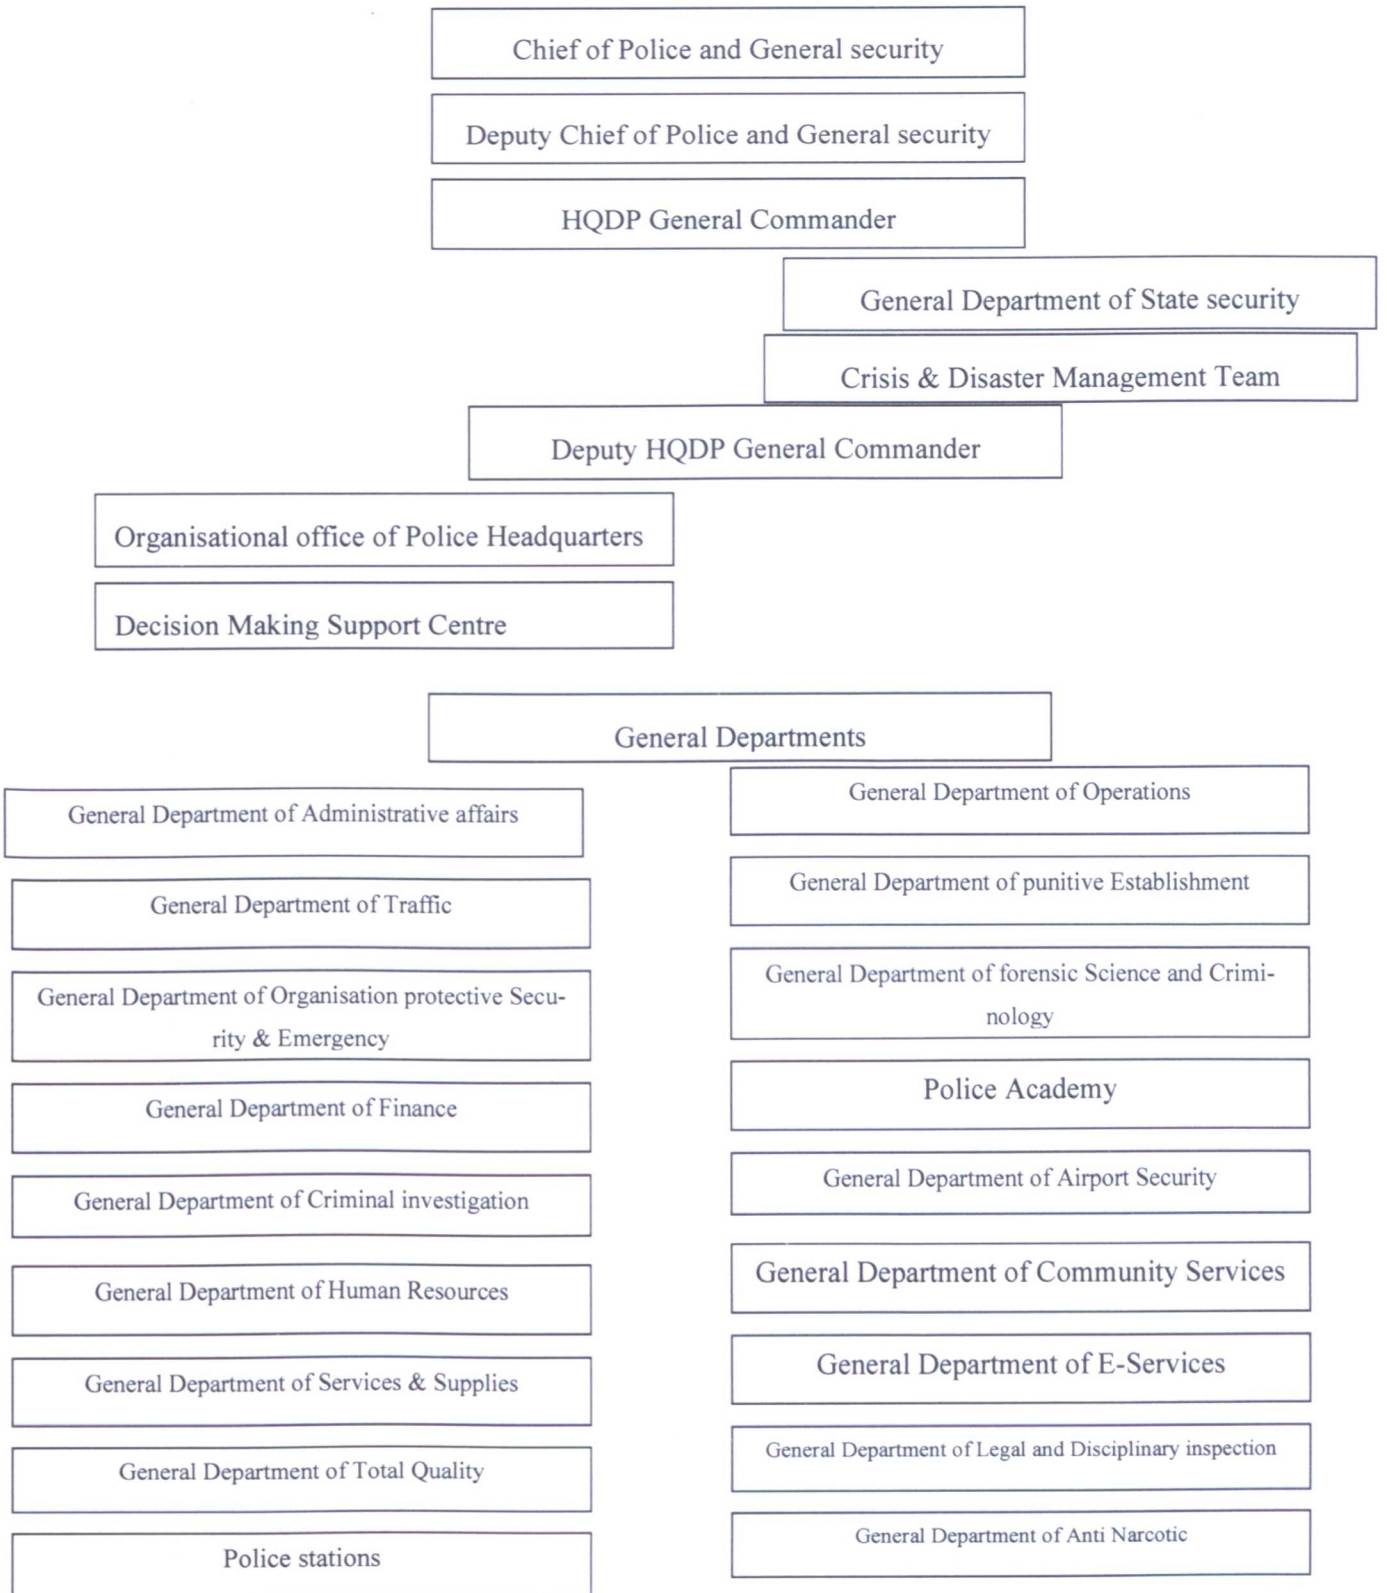 Chief of Police and General security
Deputy Chief of Police and General security
HQDP General Commander
General Department of State security
Crisis & Disaster Management Team
Deputy HQDP General Commander
Organisational office of Police Headquarters
Decision Making Support Centre
General Departments
General Department of Administrative affairs
General Department of Traffic
General Department of Organisation protective Secu-
rity & Emergency
General Department of Finance
General Department of Criminal investigation
General Department of Human Resources
General Department of Services & Supplies
General Department of Total Quality
Police stations
General Department of Operations
General Department of punitive Establishment
General Department of forensic Science and Crimi-
nology
Police Academy
General Department of Airport Security
General Department of Community Services
General Department of E-Services
General Department of Legal and Disciplinary inspection
General Department of Anti Narcotic